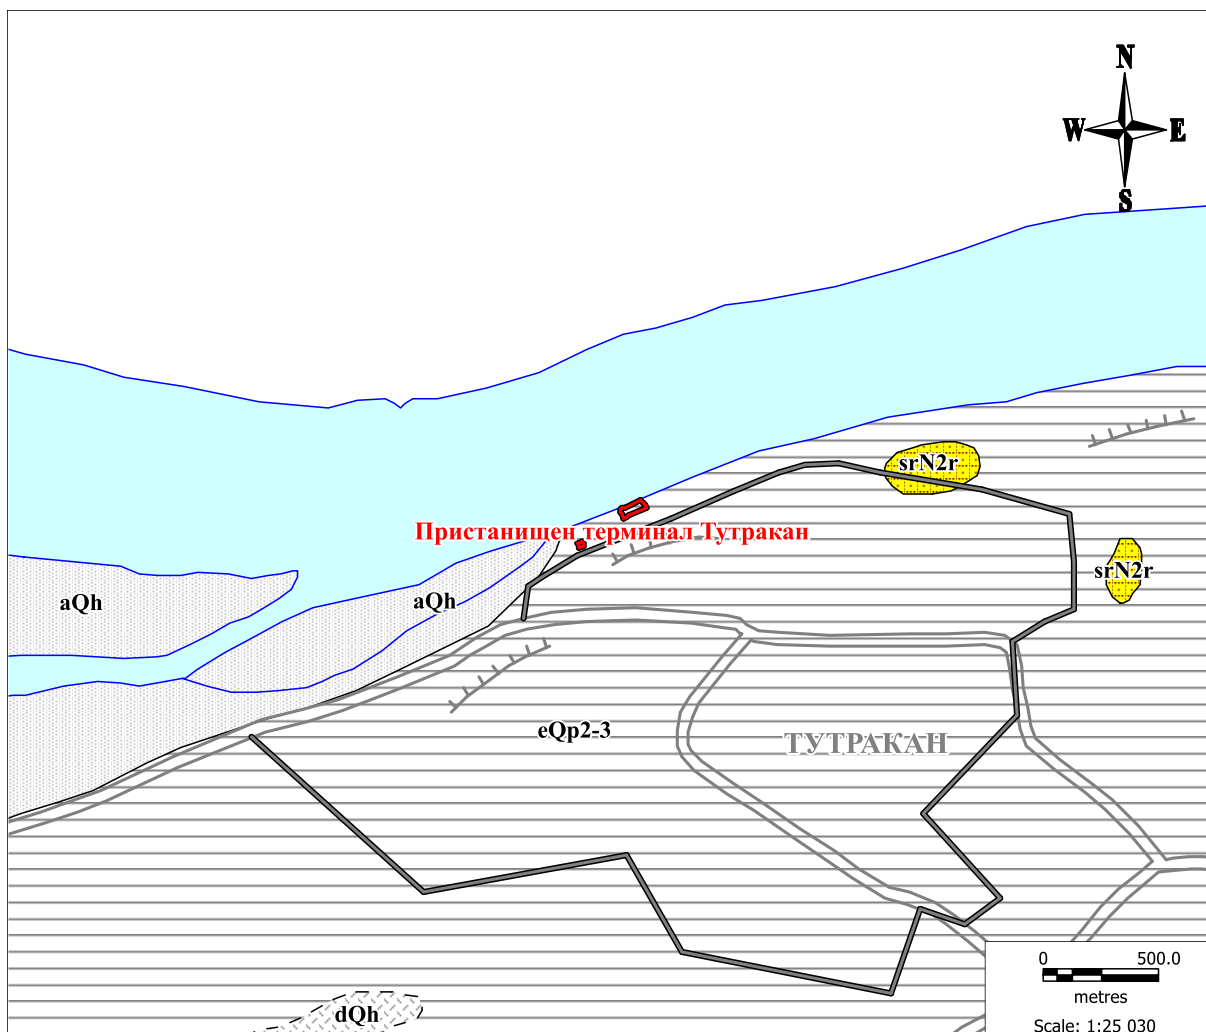 N
W E
S
srN2r
Пристанищен терминал Тутракан
srN2r
aQh
aQh
eQp2-3
ТУТРАКАН
0 500.0
metres
dQh
Scale: 1:25 030